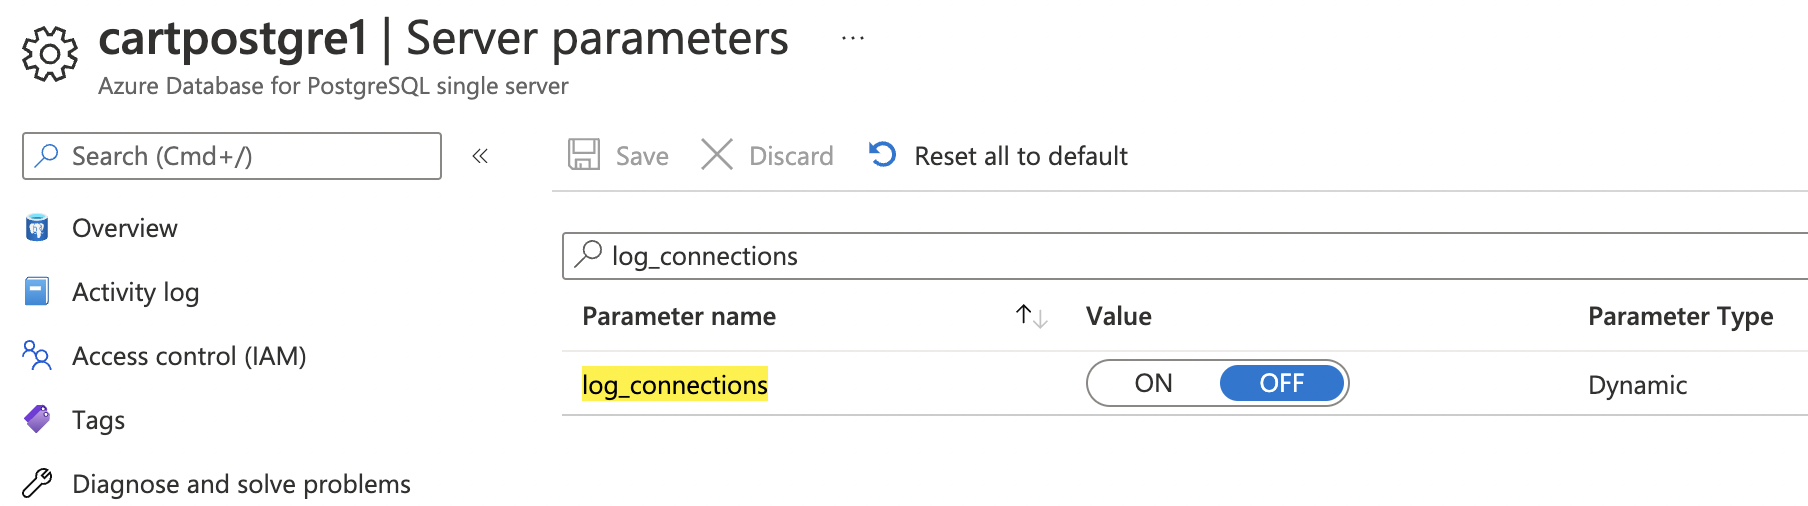 cartpostgre1 | Server parameters ...
Azure Database for PostgreSQL single server
Search (Cmd+/) «
Overview
Activity log
Access control (IAM)
Tags
Diagnose and solve problems
Save Discard Reset all to default
log_connections
Parameter name ↑↓ Value Parameter Type
log_connections ON OFF Dynamic